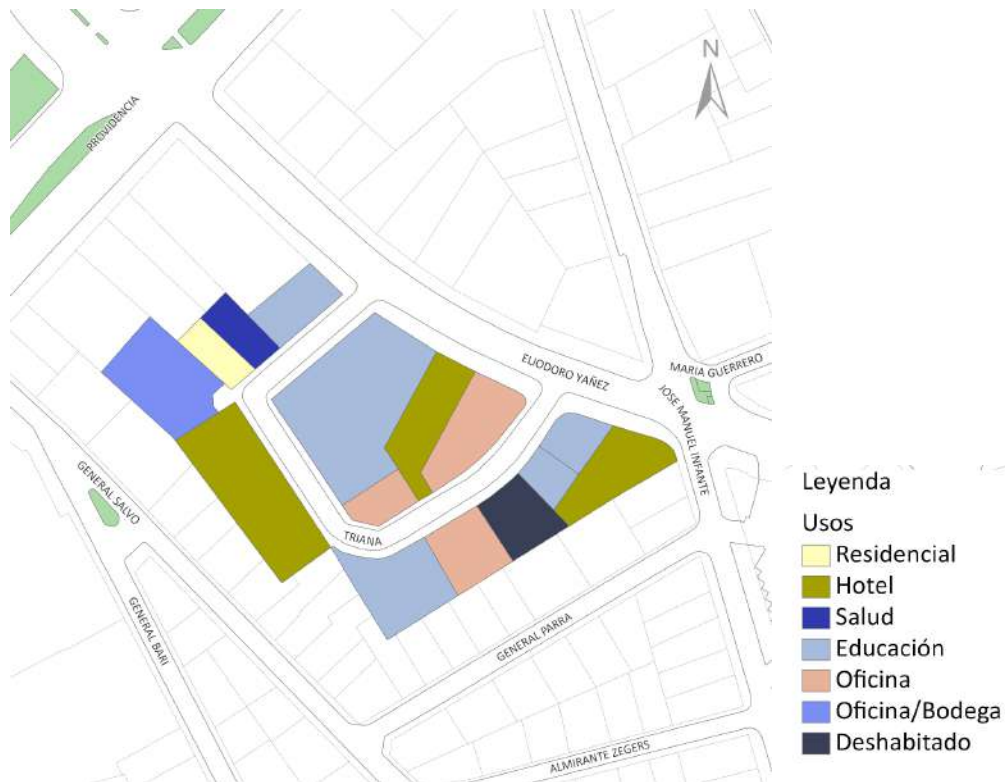 N
PROVIDENCIA
ELIODORO YAÑEZ
MARIA GUERRERO
JOSE MANUEL INFANTE
GENERAL SALVO
TRIANA
GENERAL BARI
GENERAL PARRA
ALMIRANTE ZEGERS
Leyenda
Usos
Residencial
Hotel
Salud
Educación
Oficina
Oficina/Bodega
Deshabitado